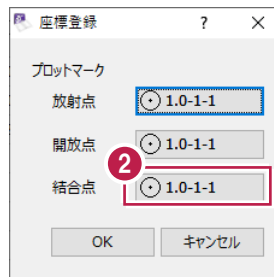 座標登録 ?
プロットマーク
放射点 1.0-1-1
開放点 1.0-1-1
2
結合点 1.0-1-1
OK キャンセル